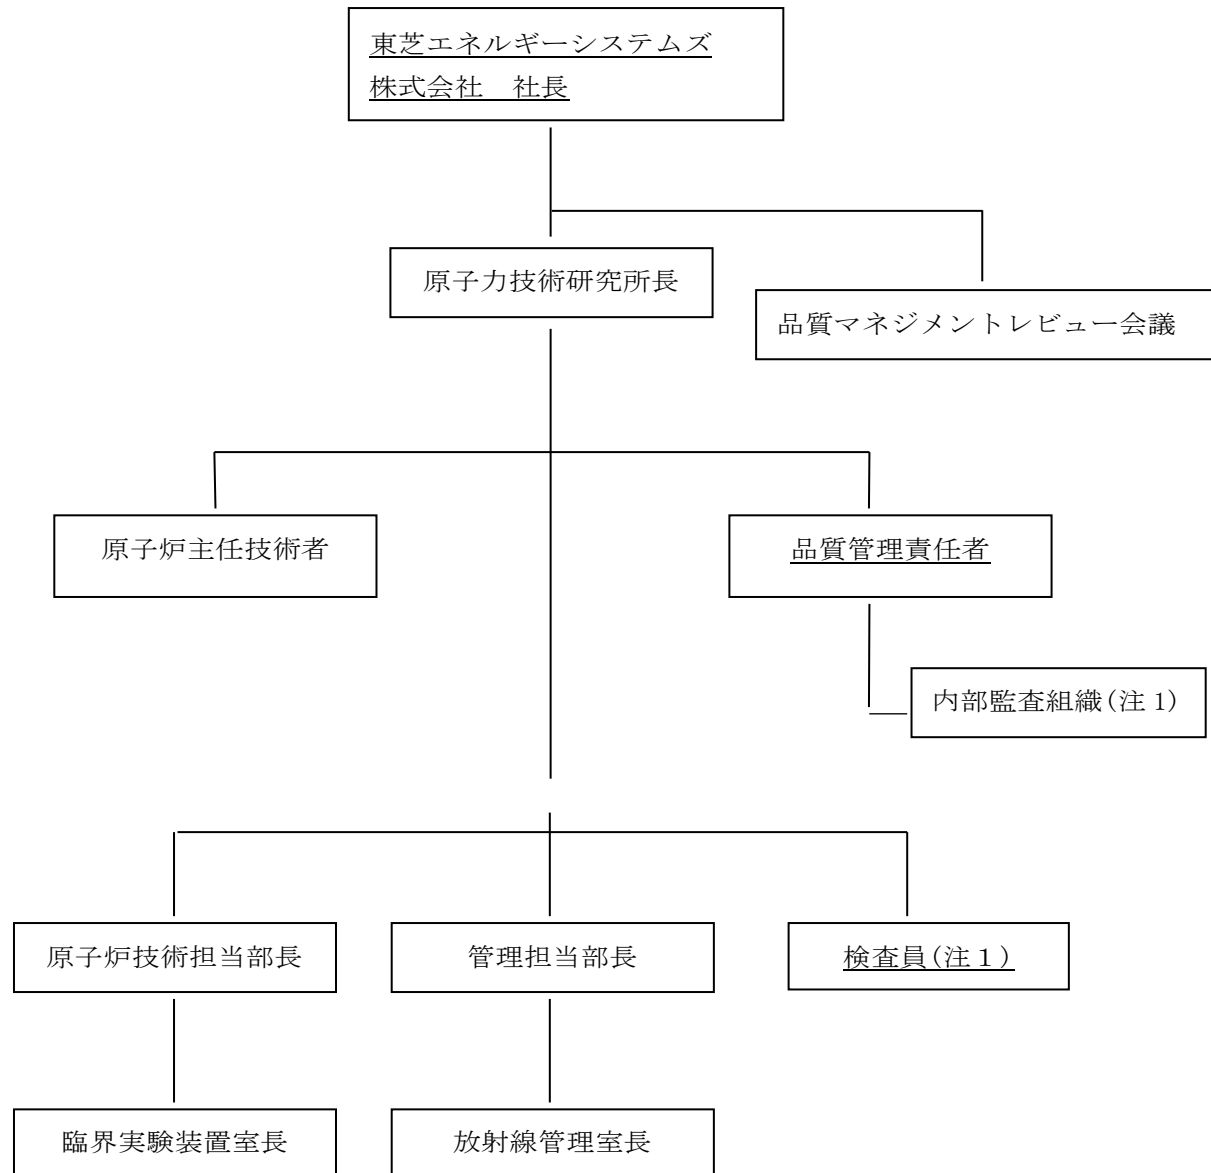 東芝エネルギーシステムズ
株式会社　社長
原子力技術研究所長
品質マネジメントレビュー会議
原子炉主任技術者
品質管理責任者
内部監査組織(注 1)
原子炉技術担当部長
管理担当部長
検査員(注１)
臨界実験装置室長
放射線管理室長